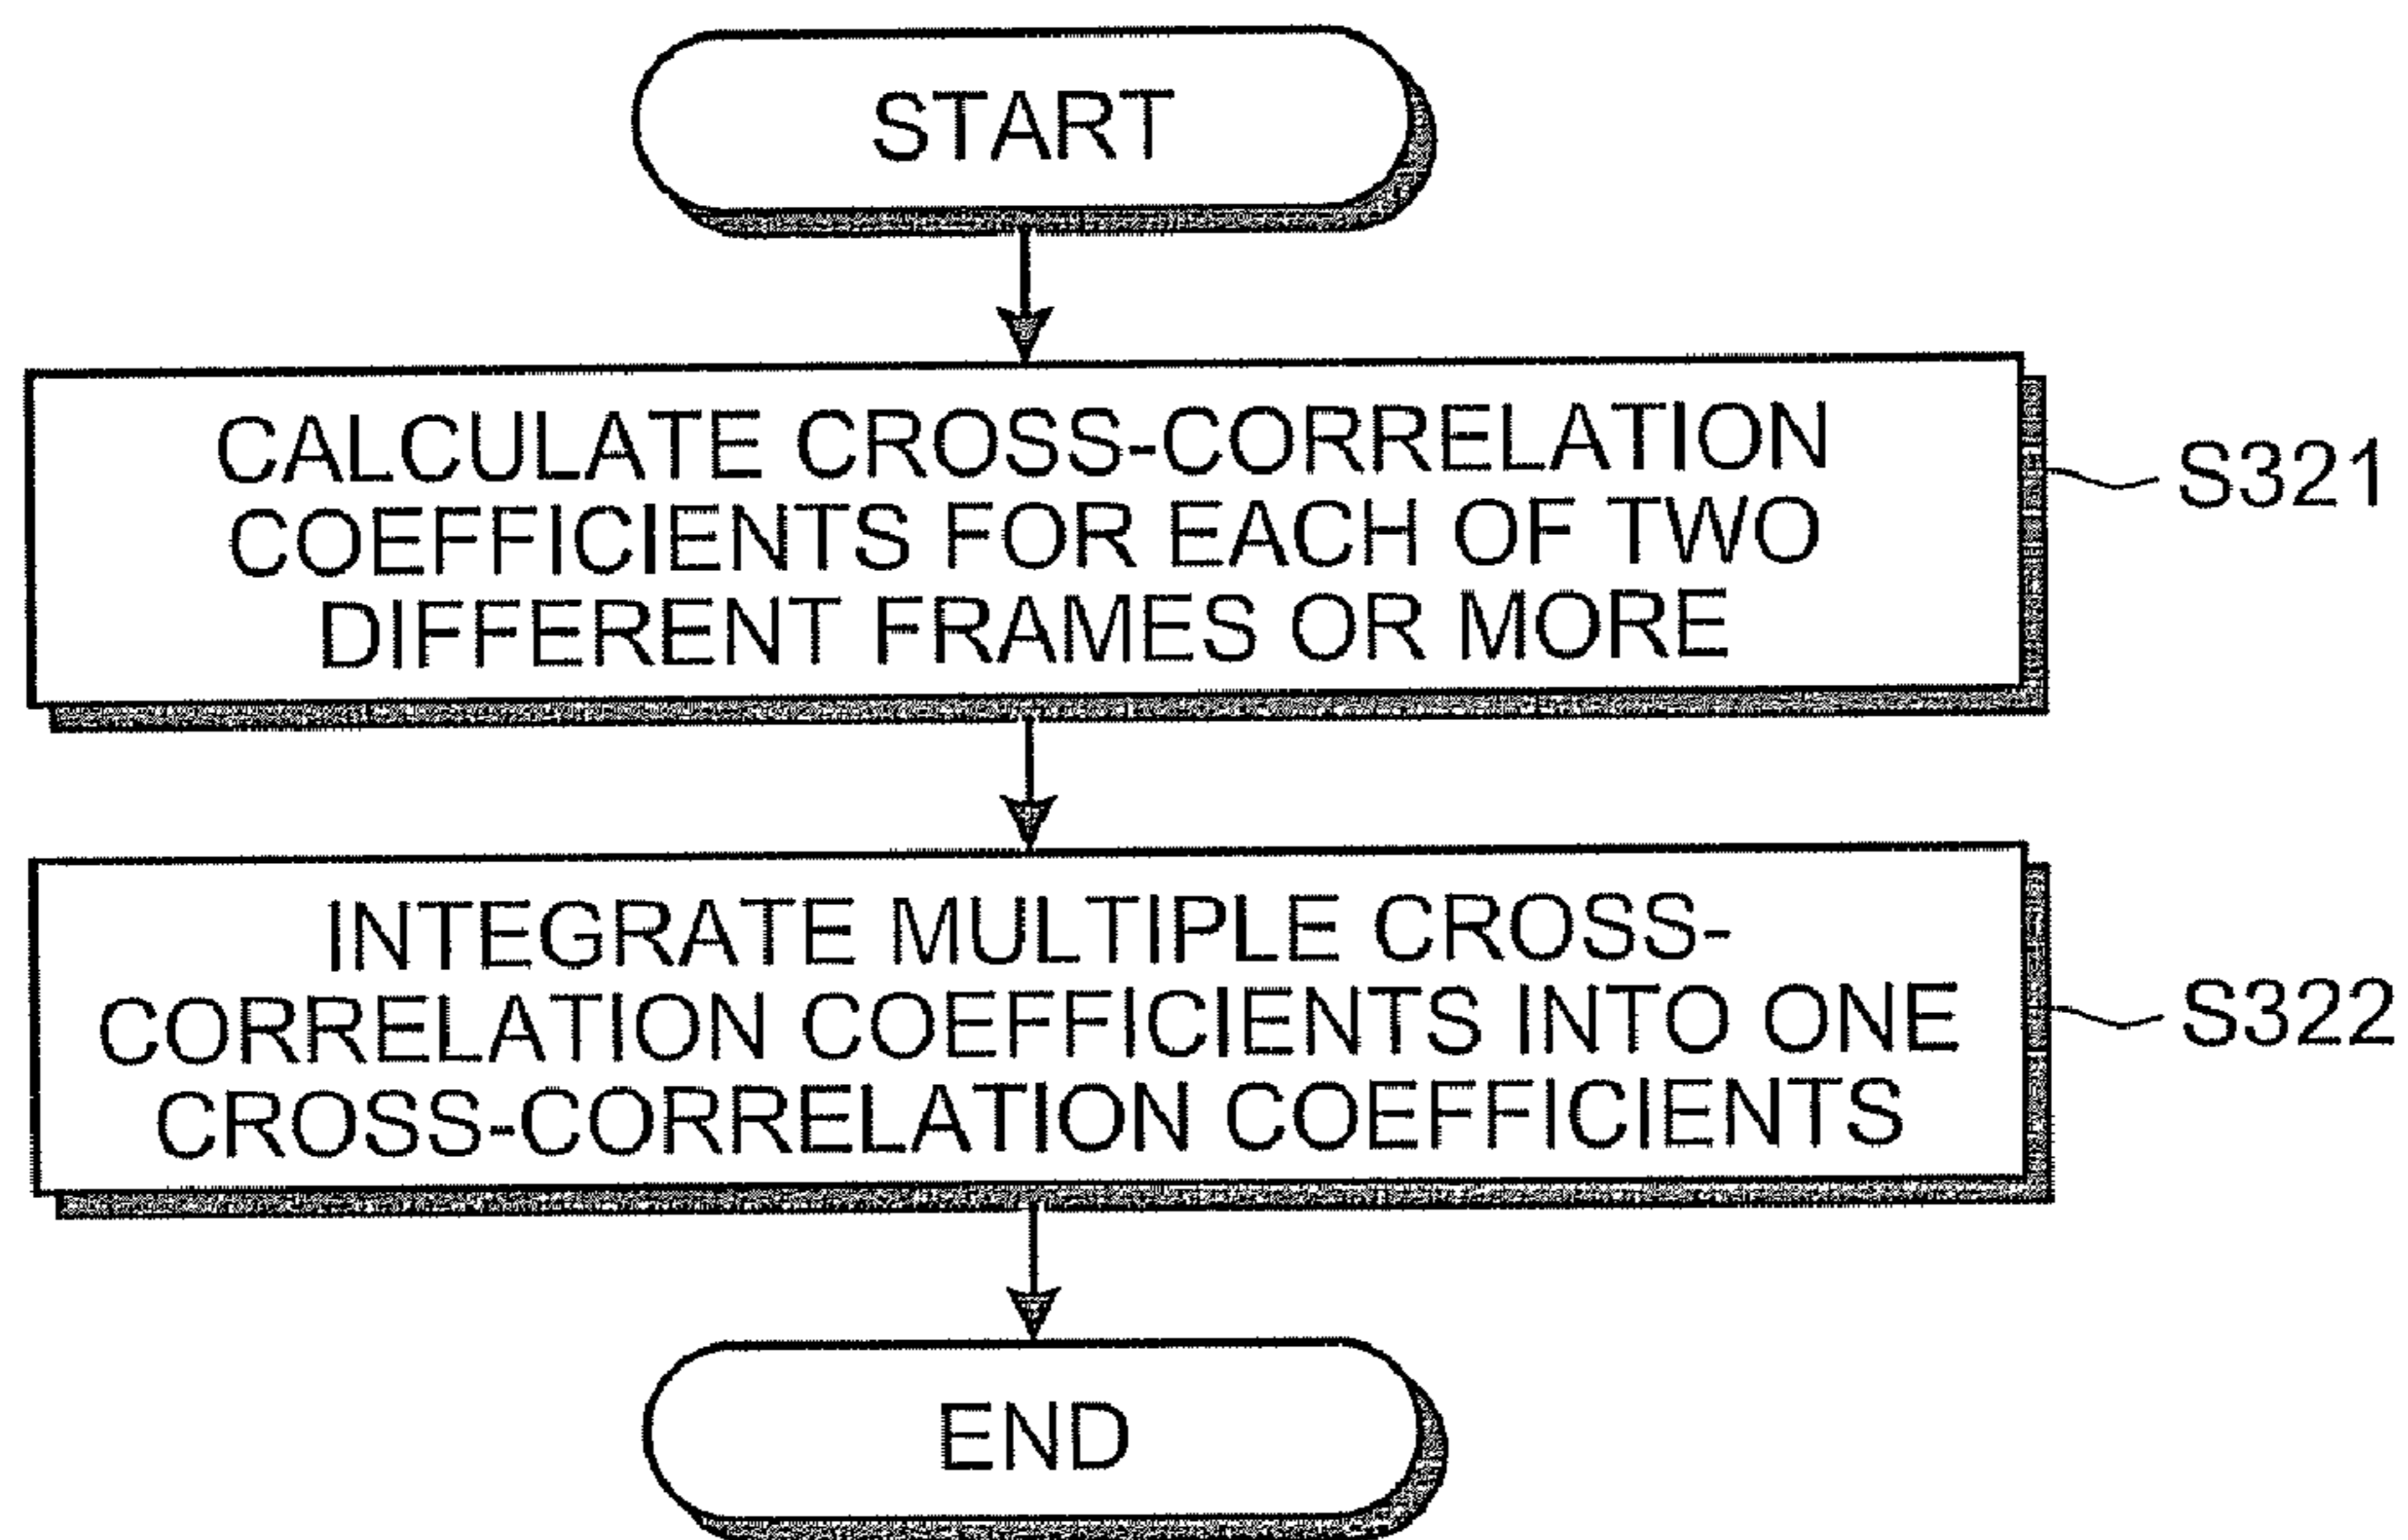 START
CALCULATE CROSS-CORRELATION
COEFFICIENTS FOR EACH OF TWO
DIFFERENT FRAMES OR MORE
S321
INTEGRATE MULTIPLE CROSS-
CORRELATION COEFFICIENTS INTO ONE
CROSS-CORRELATION COEFFICIENTS
S322
END